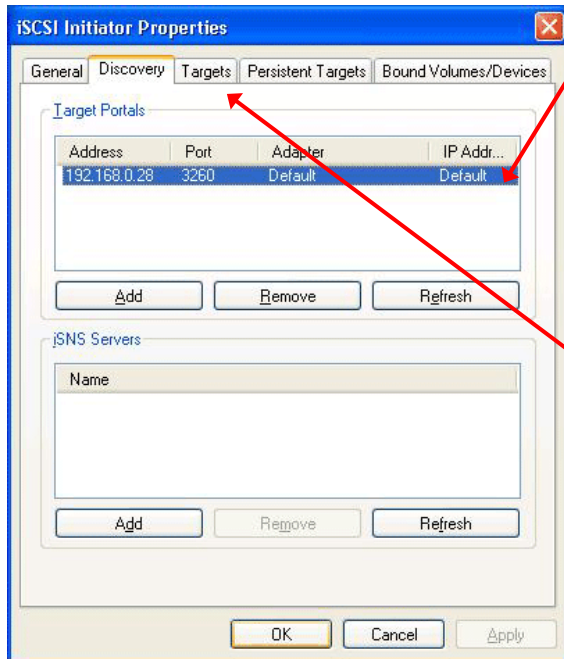 iSCSI Initiator Properties
General Discovery Targets Persistent Targets Bound Volumes/Devices
Target Portals
Address Port Adapter IP Addr...
192.168.0.28 3260 Default Default
Add Remove Refresh
iSNS Servers
Name
Add Remove Refresh
OK Cancel Apply